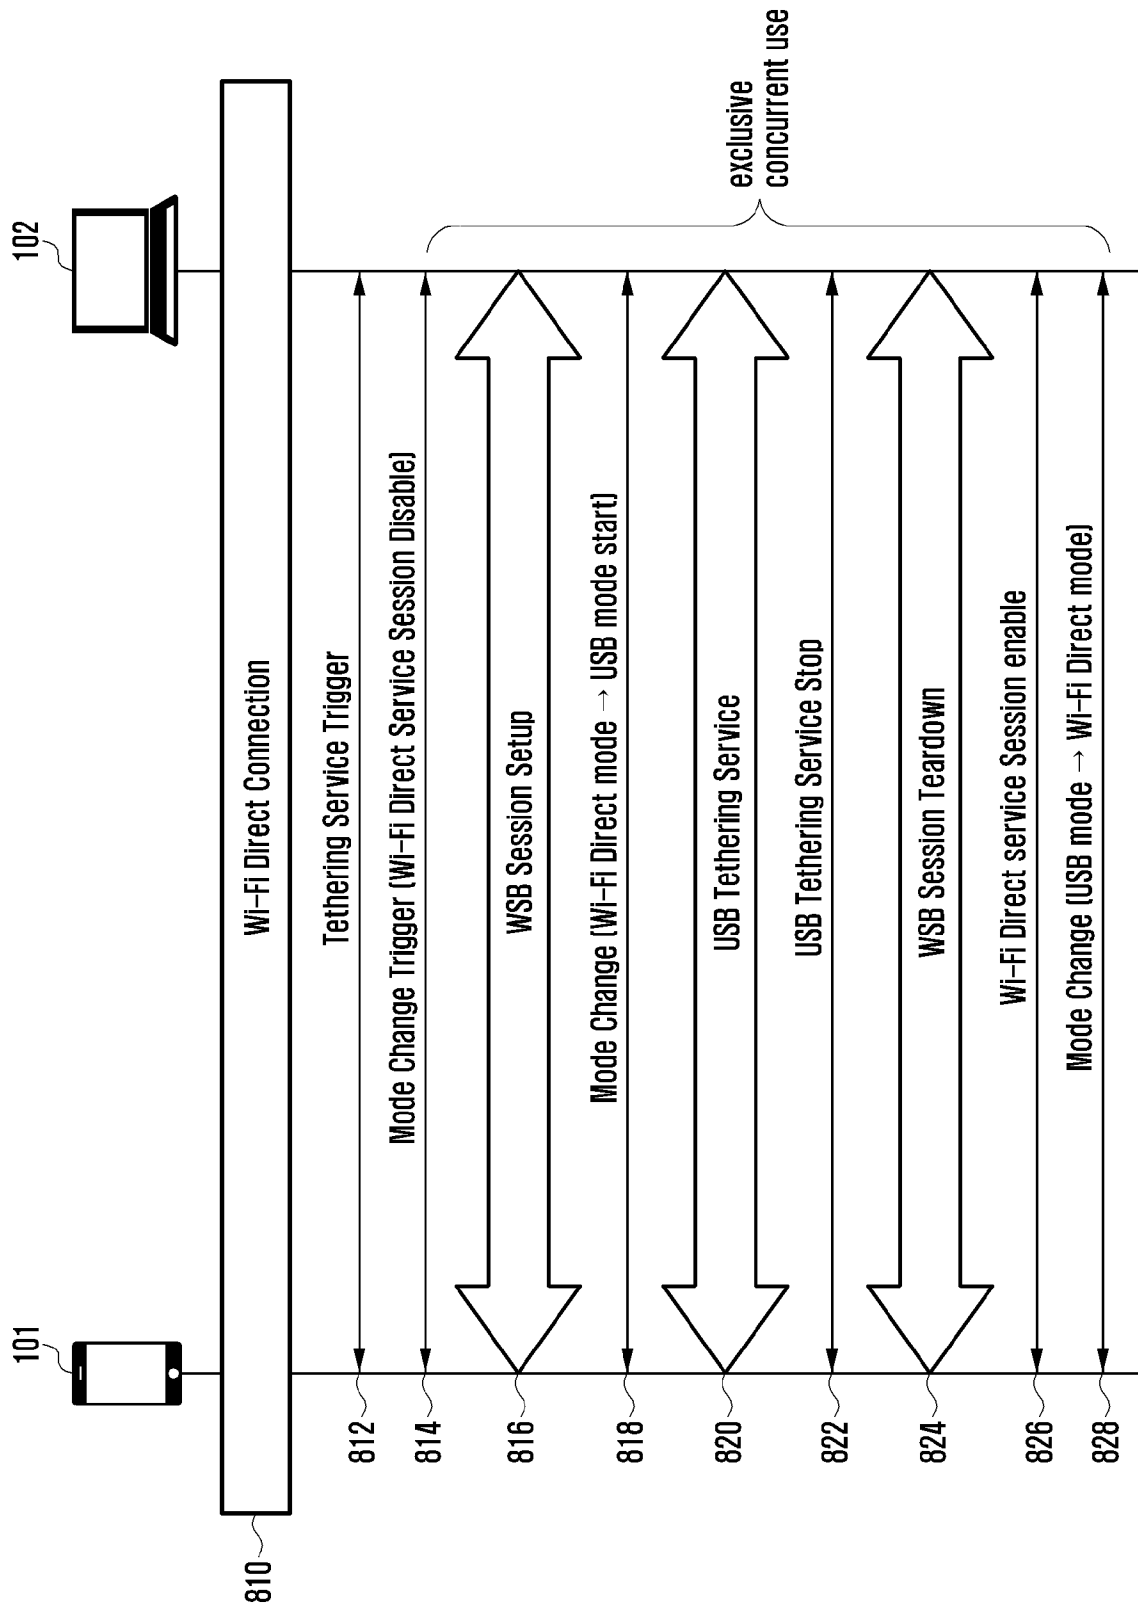 101
102
810
Wi-Fi Direct Connection
812
Tethering Service Trigger
814
Mode Change Trigger (Wi-Fi Direct Service Session Disable)
816
WSB Session Setup
818
Mode Change (Wi-Fi Direct mode → USB mode start)
820
USB Tethering Service
822
USB Tethering Service Stop
824
WSB Session Teardown
826
Wi-Fi Direct service Session enable
828
Mode Change (USB mode → Wi-Fi Direct mode)
exclusive
concurrent use